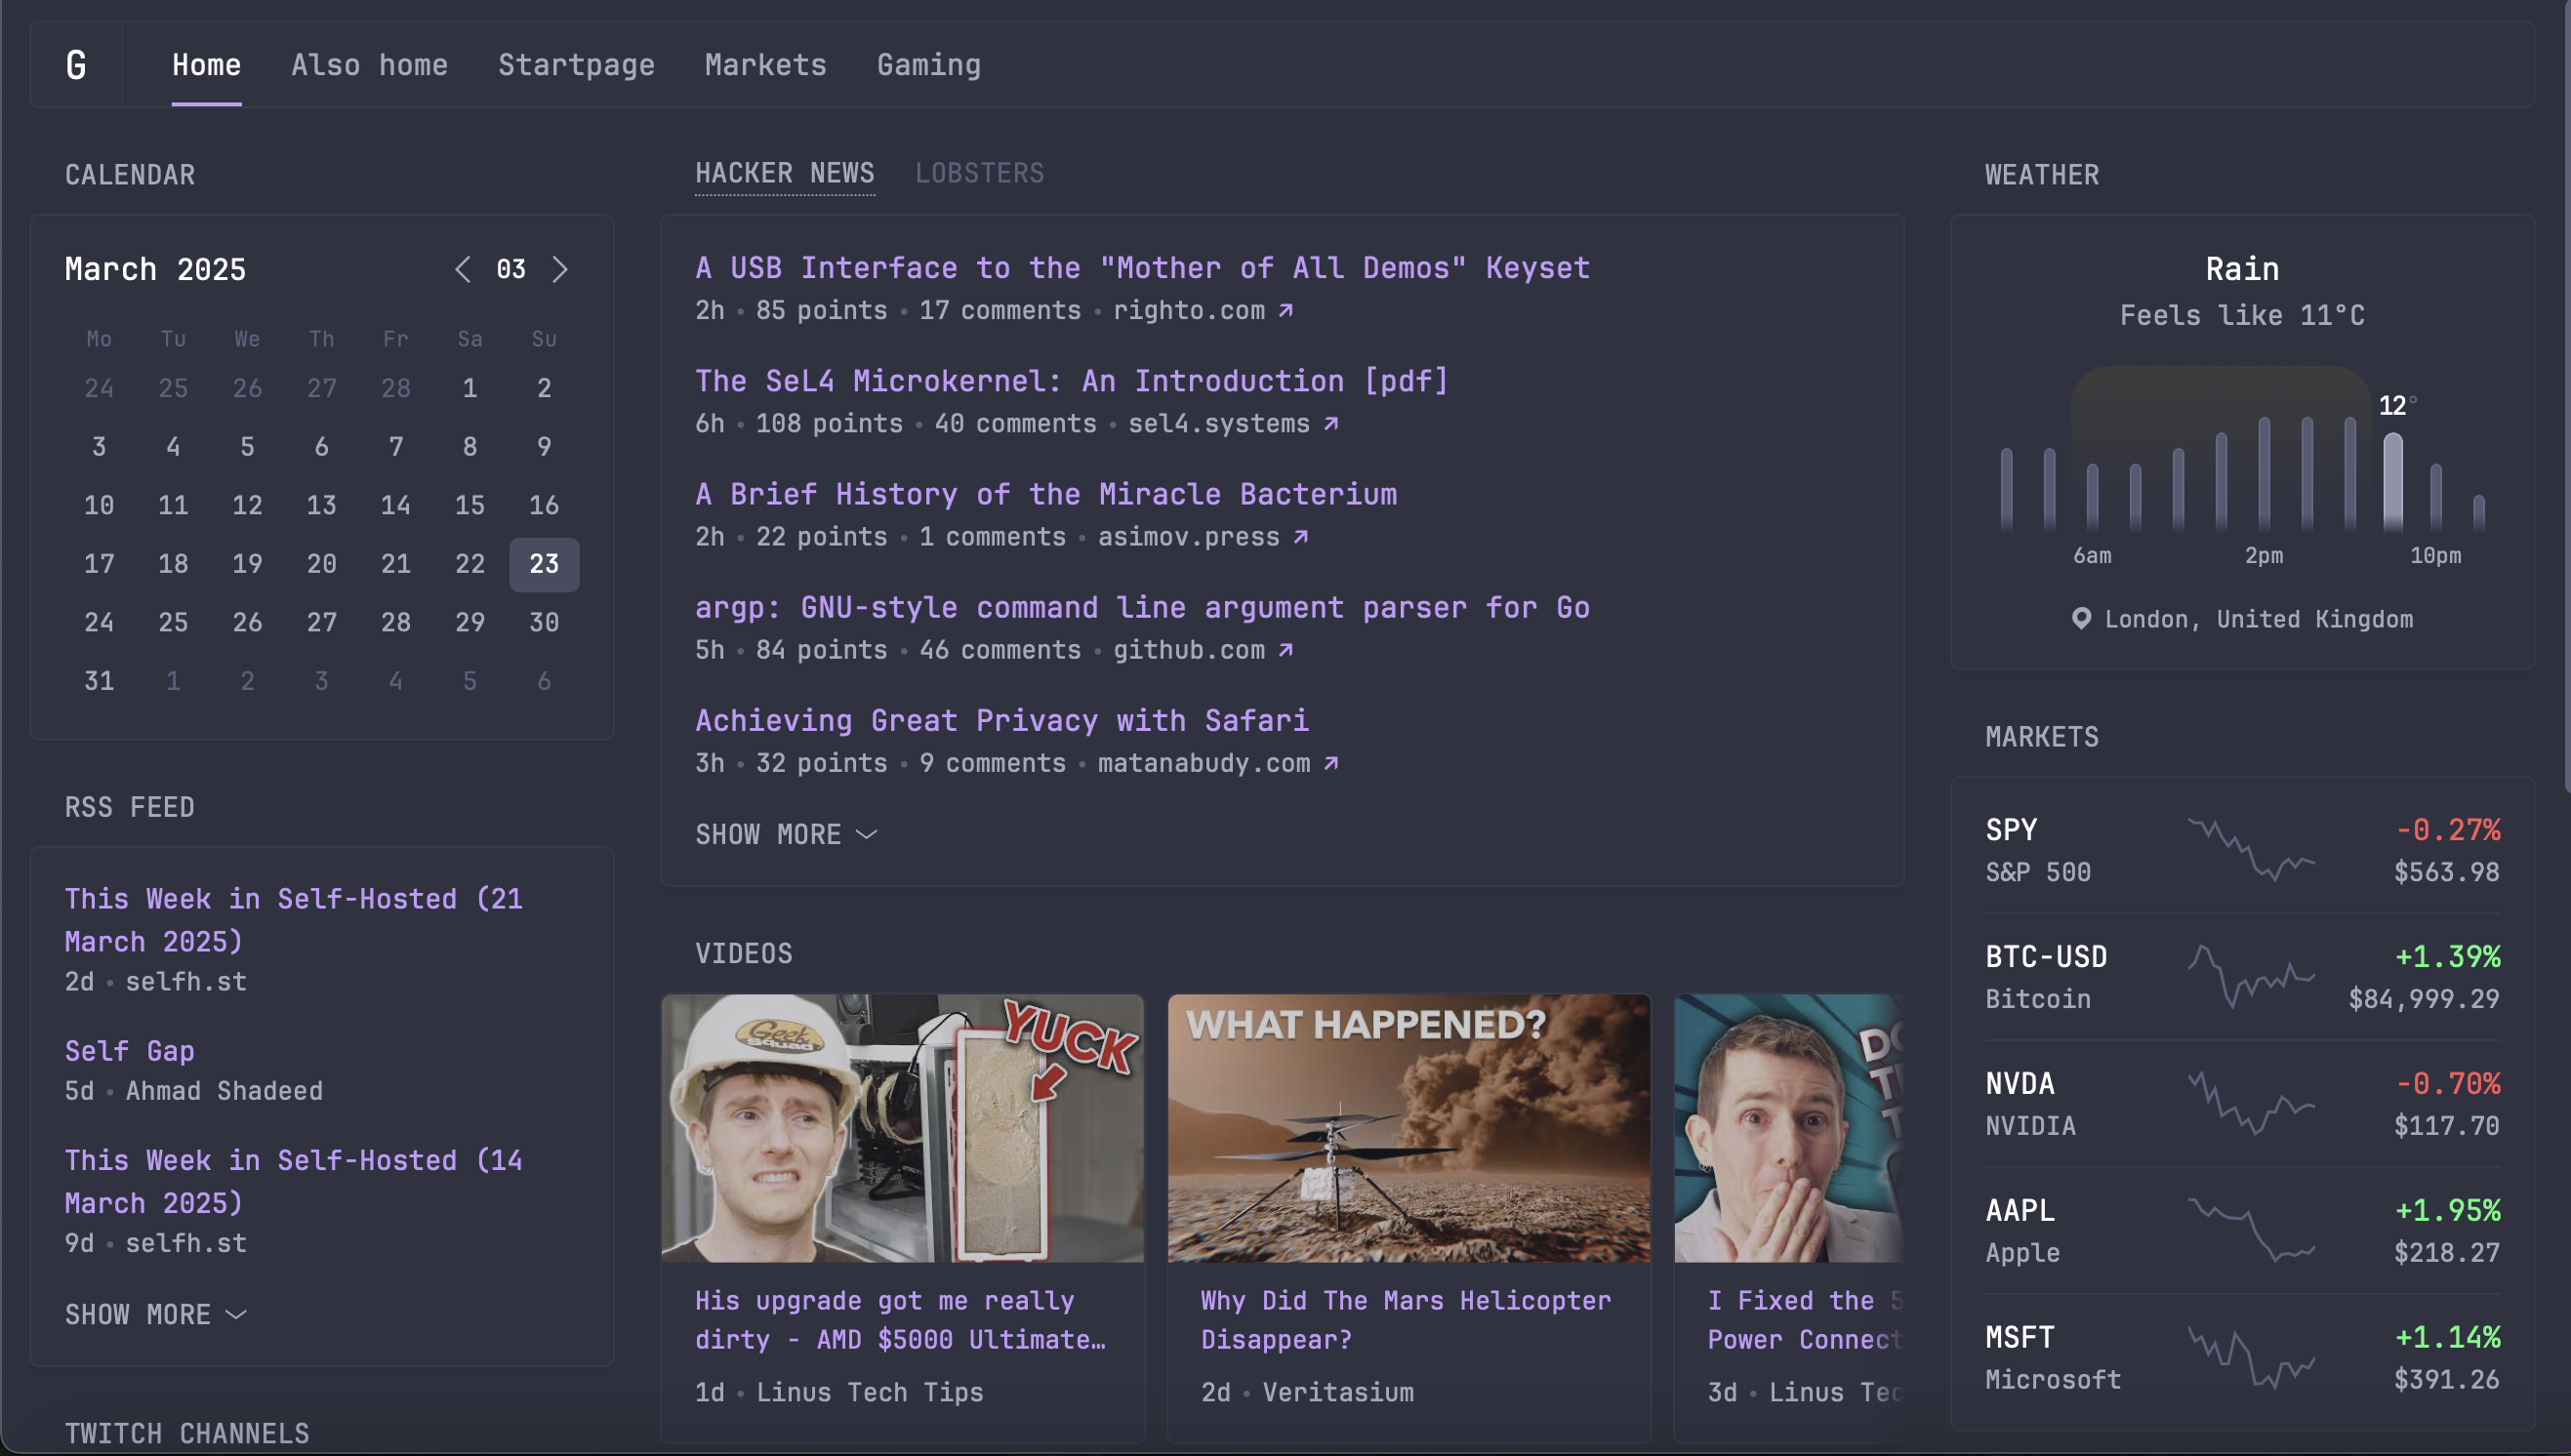 G
Home
Also home
Startpage
Markets
Gaming
CALENDAR
March 2025
03
Mo Tu We Th Fr Sa Su
24 25 26 27 28 1 2
3 4 5 6 7 8 9
10 11 12 13 14 15 16
17 18 19 20 21 22 23
24 25 26 27 28 29 30
31 1 2 3 4 5 6
RSS FEED
This Week in Self-Hosted (21
March 2025)
2d • selfh.st
Self Gap
5d • Ahmad Shadeed
This Week in Self-Hosted (14
March 2025)
9d • selfh.st
SHOW MORE
TWITCH CHANNELS
HACKER NEWS
LOBSTERS
A USB Interface to the "Mother of All Demos" Keyset
2h • 85 points • 17 comments • righto.com
The SeL4 Microkernel: An Introduction [pdf]
6h • 108 points • 40 comments • sel4.systems
A Brief History of the Miracle Bacterium
2h • 22 points • 1 comments • asimov.press
argp: GNU-style command line argument parser for Go
5h • 84 points • 46 comments • github.com
Achieving Great Privacy with Safari
3h • 32 points • 9 comments • matanabudy.com
SHOW MORE
VIDEOS
Geek
Squad
YUCK
His upgrade got me really
dirty - AMD $5000 Ultimate…
1d • Linus Tech Tips
WHAT HAPPENED?
Why Did The Mars Helicopter
Disappear?
2d • Veritasium
I Fixed the 5
Power Connect
3d • Linus Tec
WEATHER
Rain
Feels like 11°C
12°
6am 2pm 10pm
London, United Kingdom
MARKETS
SPY -0.27%
S&P 500 $563.98
BTC-USD +1.39%
Bitcoin $84,999.29
NVDA -0.70%
NVIDIA $117.70
AAPL +1.95%
Apple $218.27
MSFT +1.14%
Microsoft $391.26